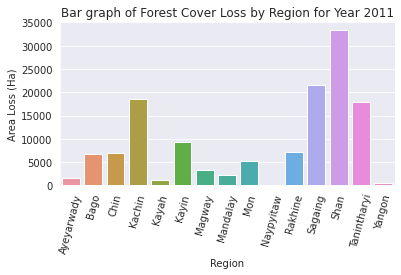 Bar graph of Forest Cover Loss by Region for Year 2011
35000
30000
25000
20000
15000
10000
5000
0
Area Loss (Ha)
Ayeyarwady
Bago
Chin
Kachin
Kayah
Kayin
Magway
Mandalay
Mon
Naypyitaw
Rakhine
Sagaing
Shan
Tanintharyi
Yangon
Region